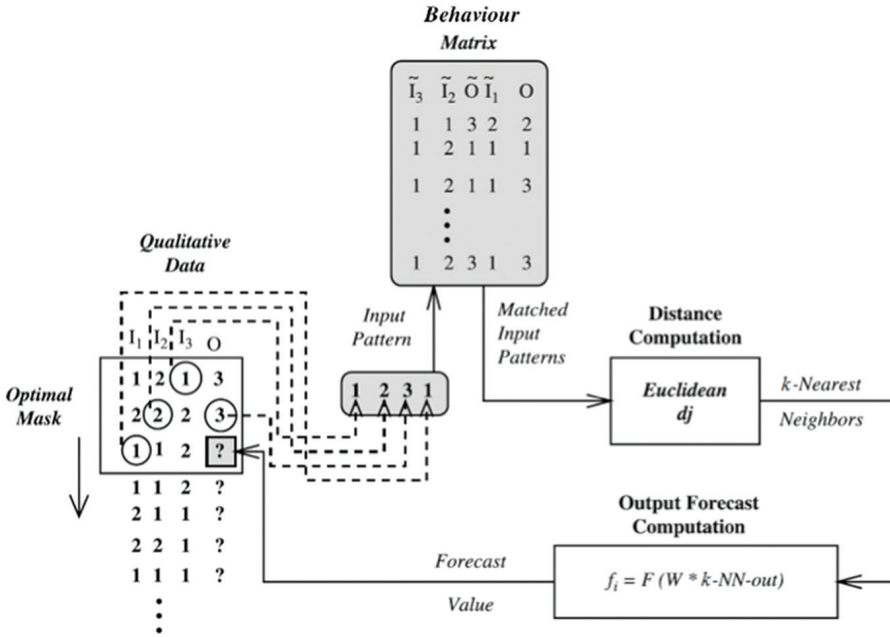 Behaviour
Matrix
Ĩ3 Ĩ2 Õ Ĩ1 O
1 1 3 2 2
1 2 1 1 1
1 2 1 1 3
1 2 3 1 3
Qualitative
Data
I1 I2 I3 O
1 2 1 3
2 2 2 3
1 1 2 ?
1 1 2 ?
2 1 1 ?
2 2 1 ?
1 1 1 ?
Optimal
Mask
Input
Pattern
1 2 3 1
Matched
Input
Patterns
Distance
Computation
Euclidean
dj
k-Nearest
Neighbors
Output Forecast
Computation
fi = F (W * k-NN-out)
Forecast
Value